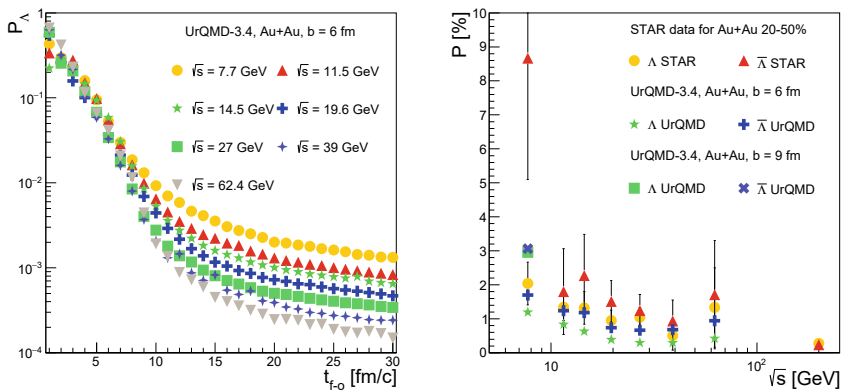 P_Λ
UrQMD-3.4, Au+Au, b = 6 fm
√s = 7.7 GeV
√s = 11.5 GeV
√s = 14.5 GeV
√s = 19.6 GeV
√s = 27 GeV
√s = 39 GeV
√s = 62.4 GeV
1
10⁻¹
10⁻²
10⁻³
10⁻⁴
5 10 15 20 25 30
t_f-o [fm/c]
P [%]
STAR data for Au+Au 20-50%
Λ STAR
Λ̅ STAR
UrQMD-3.4, Au+Au, b = 6 fm
Λ UrQMD
Λ̅ UrQMD
UrQMD-3.4, Au+Au, b = 9 fm
Λ UrQMD
Λ̅ UrQMD
10
9
8
7
6
5
4
3
2
1
0
10 10²
√s [GeV]